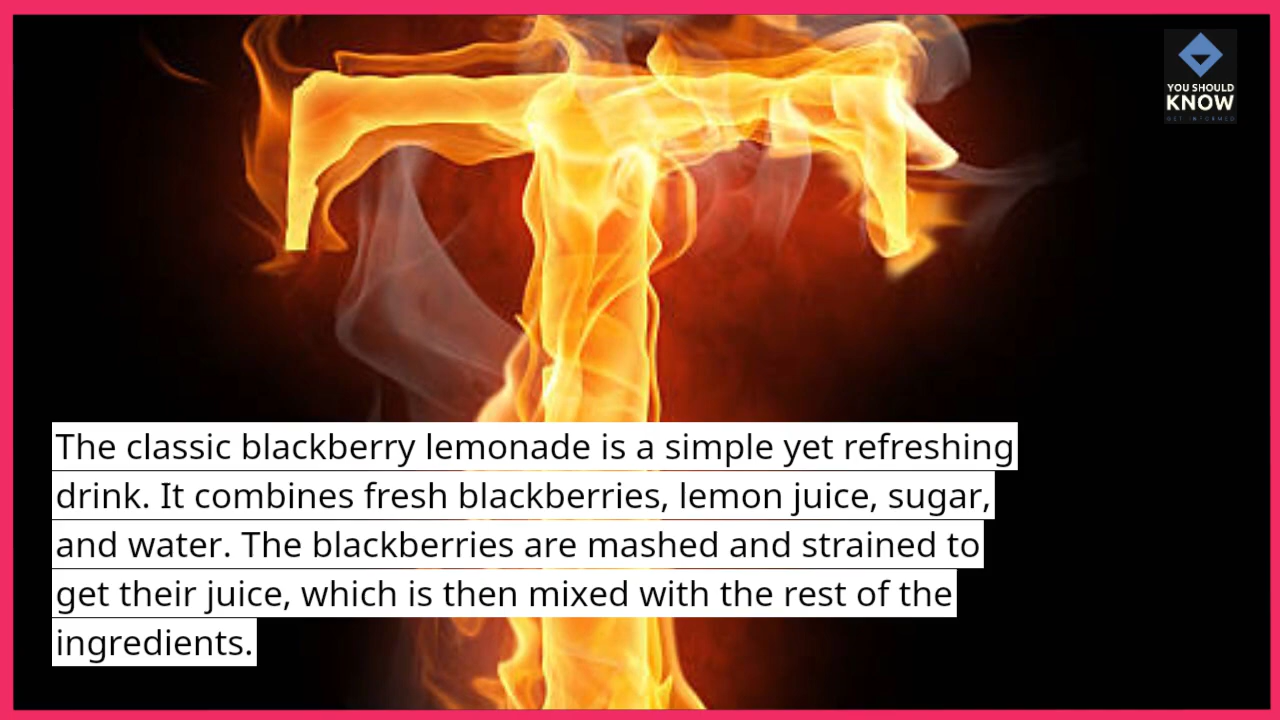 YOU SHOULD
KNOW
GET INFORMED
The classic blackberry lemonade is a simple yet refreshing
drink. It combines fresh blackberries, lemon juice, sugar,
and water. The blackberries are mashed and strained to
get their juice, which is then mixed with the rest of the
ingredients.